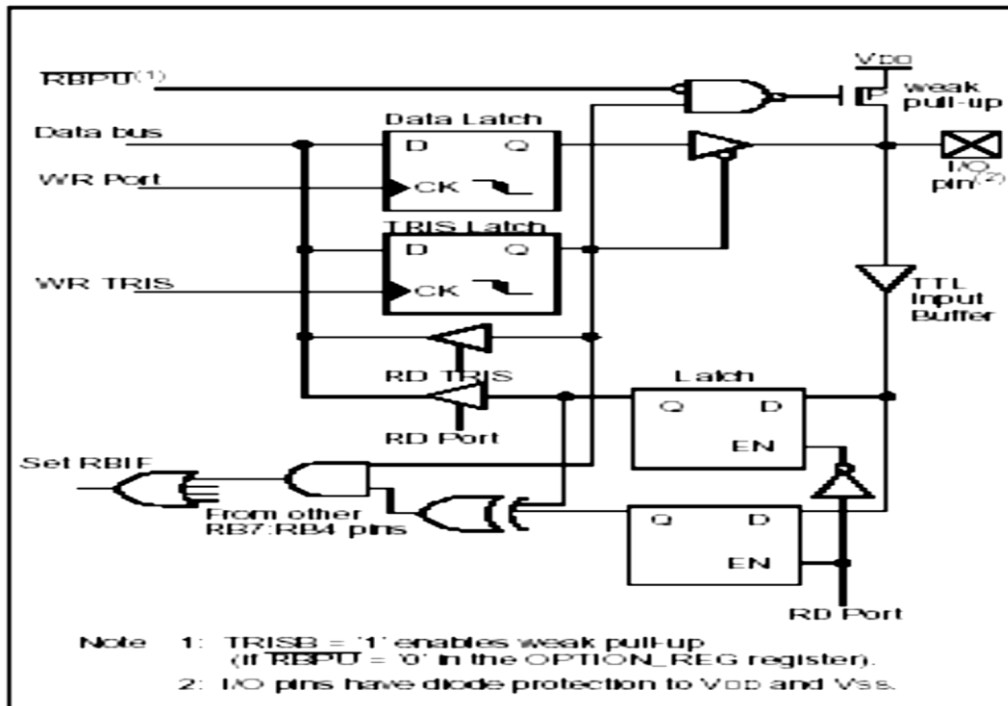 RBPU(1)
VDD
P
weak
pull-up
Data bus
Data Latch
D Q
WR Port
CK
I/O
pin(2)
TRIS Latch
D Q
WR TRIS
CK
TTL
Input
Buffer
RD TRIS
Latch
Q D
RD Port
EN
Set RBIF
From other
RB7:RB4 pins
Q D
EN
RD Port
Note 1: TRISB = '1' enables weak pull-up
(if RBPU = '0' in the OPTION_REG register).
2: I/O pins have diode protection to VDD and VSS.